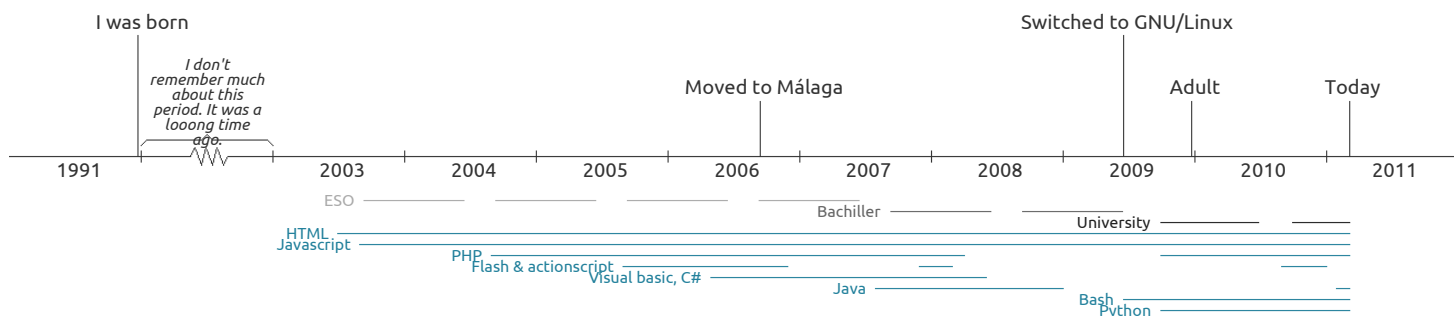 I was born
Switched to GNU/Linux
I don't
remember much
about this
period. It was a
looong time
ago.
Moved to Málaga
Adult
Today
1991
2003
2004
2005
2006
2007
2008
2009
2010
2011
ESO
Bachiller
University
HTML
Javascript
PHP
Flash & actionscript
Visual basic, C#
Java
Bash
Python